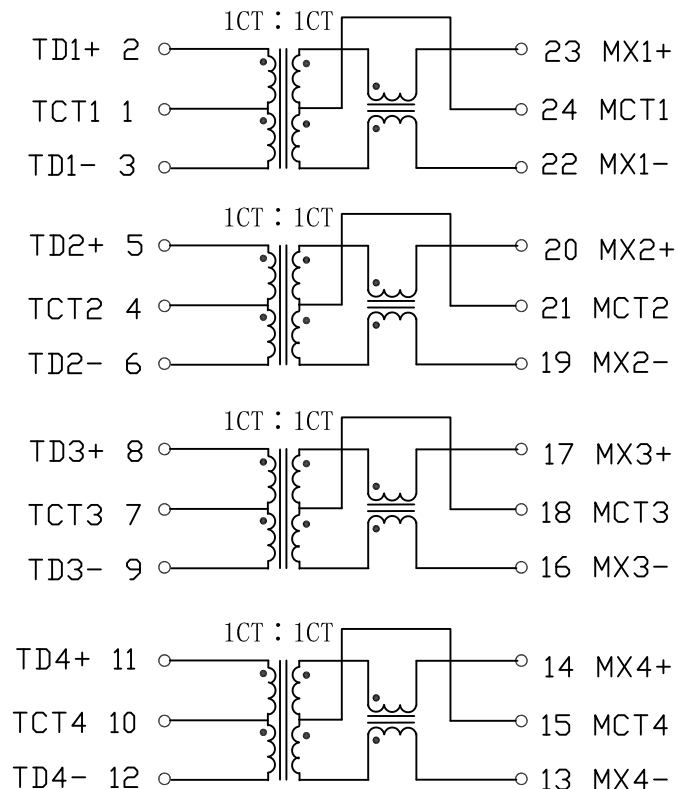 1CT : 1CT
TD1+ 2 23 MX1+
TCT1 1 24 MCT1
TD1- 3 22 MX1-
1CT : 1CT
TD2+ 5 20 MX2+
TCT2 4 21 MCT2
TD2- 6 19 MX2-
1CT : 1CT
TD3+ 8 17 MX3+
TCT3 7 18 MCT3
TD3- 9 16 MX3-
1CT : 1CT
TD4+ 11 14 MX4+
TCT4 10 15 MCT4
TD4- 12 13 MX4-